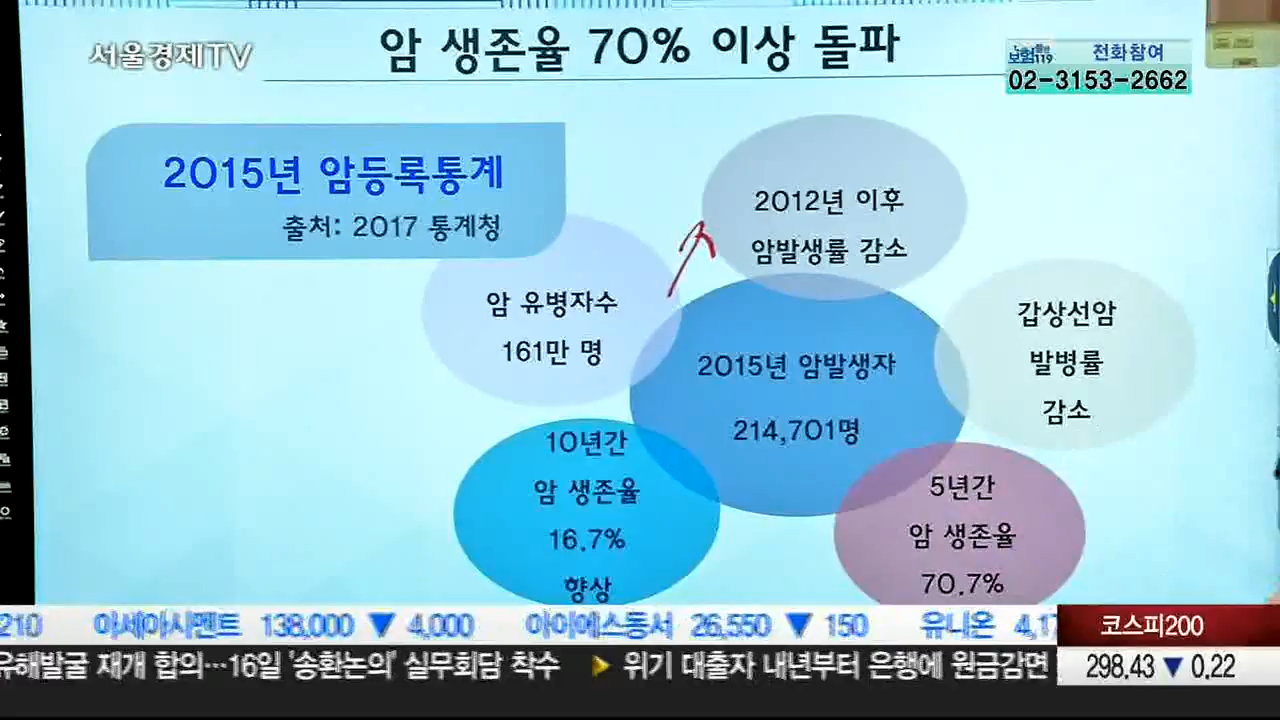 서울경제TV
암 생존율 70% 이상 돌파
보험119
전화참여
02-3153-2662
2015년 암등록통계
출처: 2017 통계청
2012년 이후
암발생률 감소
암 유병자수
161만 명
갑상선암
발병률
감소
2015년 암발생자
214,701명
10년간
암 생존율
16.7%
향상
5년간
암 생존율
70.7%
210 아세아시멘트 138,000 ▼ 4,000 아이에스동서 26,550 ▼ 150 유니온 4,17
코스피200
유해발굴 재개 합의…16일 '송환논의' 실무회담 착수 ▶ 위기 대출자 내년부터 은행에 원금감면
298.43 ▼ 0.22